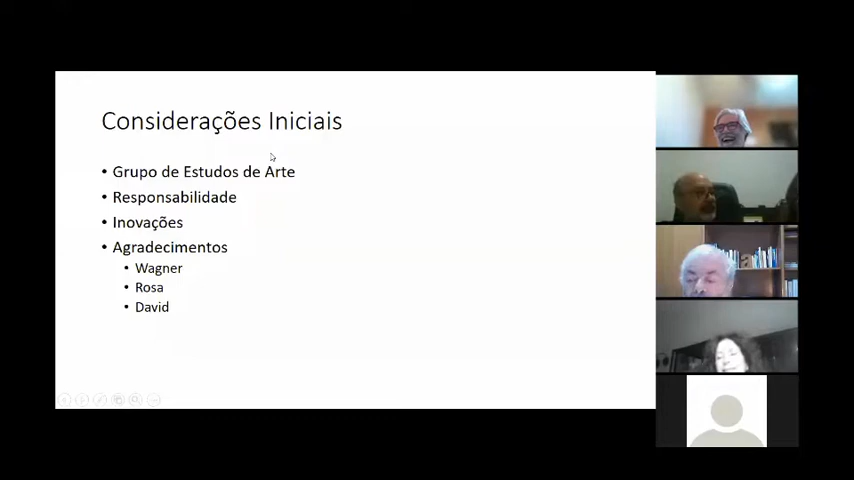 Considerações Iniciais
• Grupo de Estudos de Arte
• Responsabilidade
• Inovações
• Agradecimentos
• Wagner
• Rosa
• David